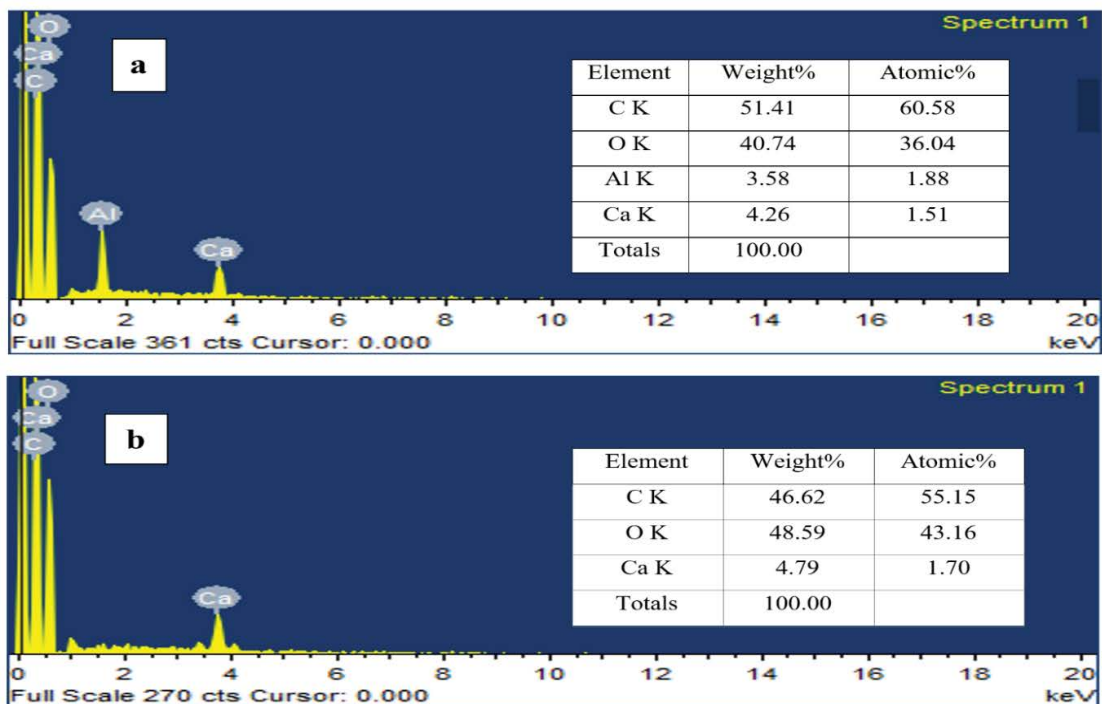 Spectrum 1
O
Ca
C
a
Al
Ca
Element Weight% Atomic%
C K 51.41 60.58
O K 40.74 36.04
Al K 3.58 1.88
Ca K 4.26 1.51
Totals 100.00
0 2 4 6 8 10 12 14 16 18 20
Full Scale 361 cts Cursor: 0.000 keV
Spectrum 1
O
Ca
C
b
Ca
Element Weight% Atomic%
C K 46.62 55.15
O K 48.59 43.16
Ca K 4.79 1.70
Totals 100.00
0 2 4 6 8 10 12 14 16 18 20
Full Scale 270 cts Cursor: 0.000 keV